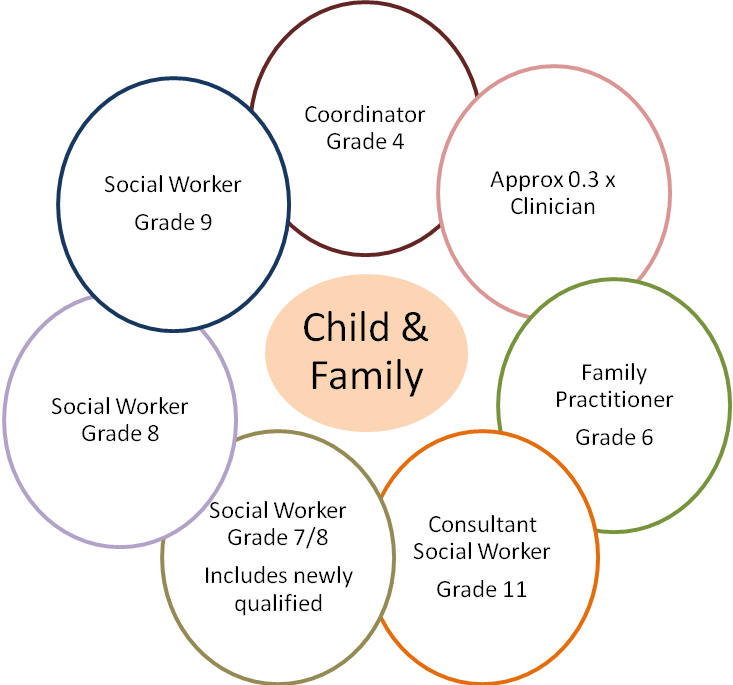 Coordinator
Grade 4
Approx 0.3 x
Clinician
Family
Practitioner
Grade 6
Consultant
Social Worker
Grade 11
Social Worker
Grade 7/8
Includes newly
qualified
Social Worker
Grade 8
Social Worker
Grade 9
Child &
Family